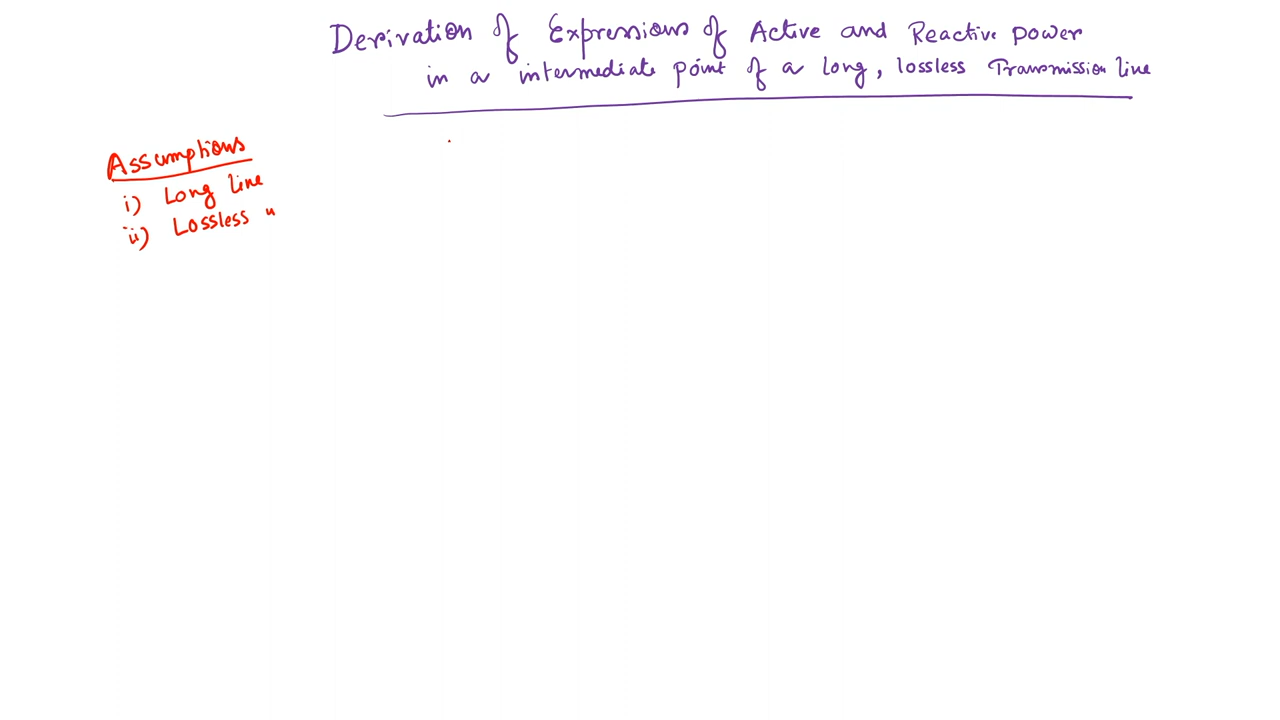 Derivation of Expressions of Active and Reactive power
in a intermediate point of a long, lossless Transmission line
Assumptions
i) Long line
ii) Lossless "